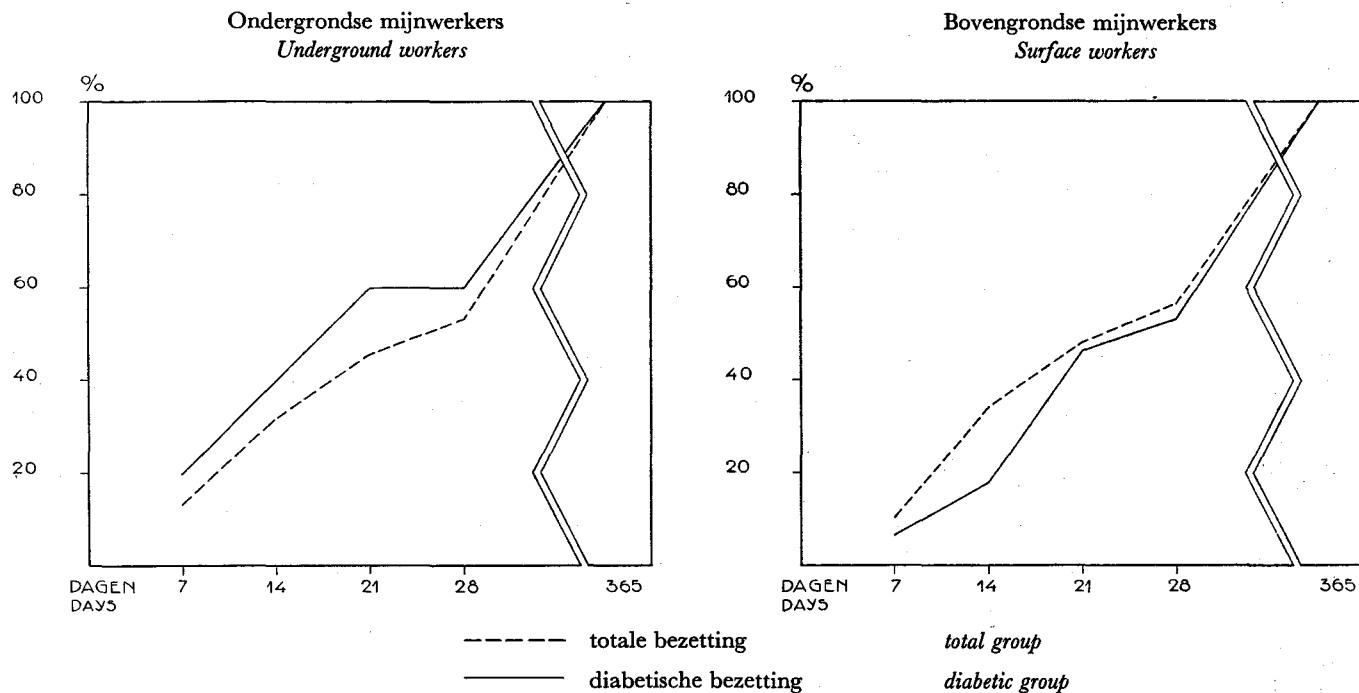 Ondergrondse mijnwerkers
Underground workers
%
100
80
60
40
20
DAGEN
DAYS
7 14 21 28 365
Bovengrondse mijnwerkers
Surface workers
%
100
80
60
40
20
DAGEN
DAYS
7 14 21 28 365
totale bezetting total group
diabetische bezetting diabetic group